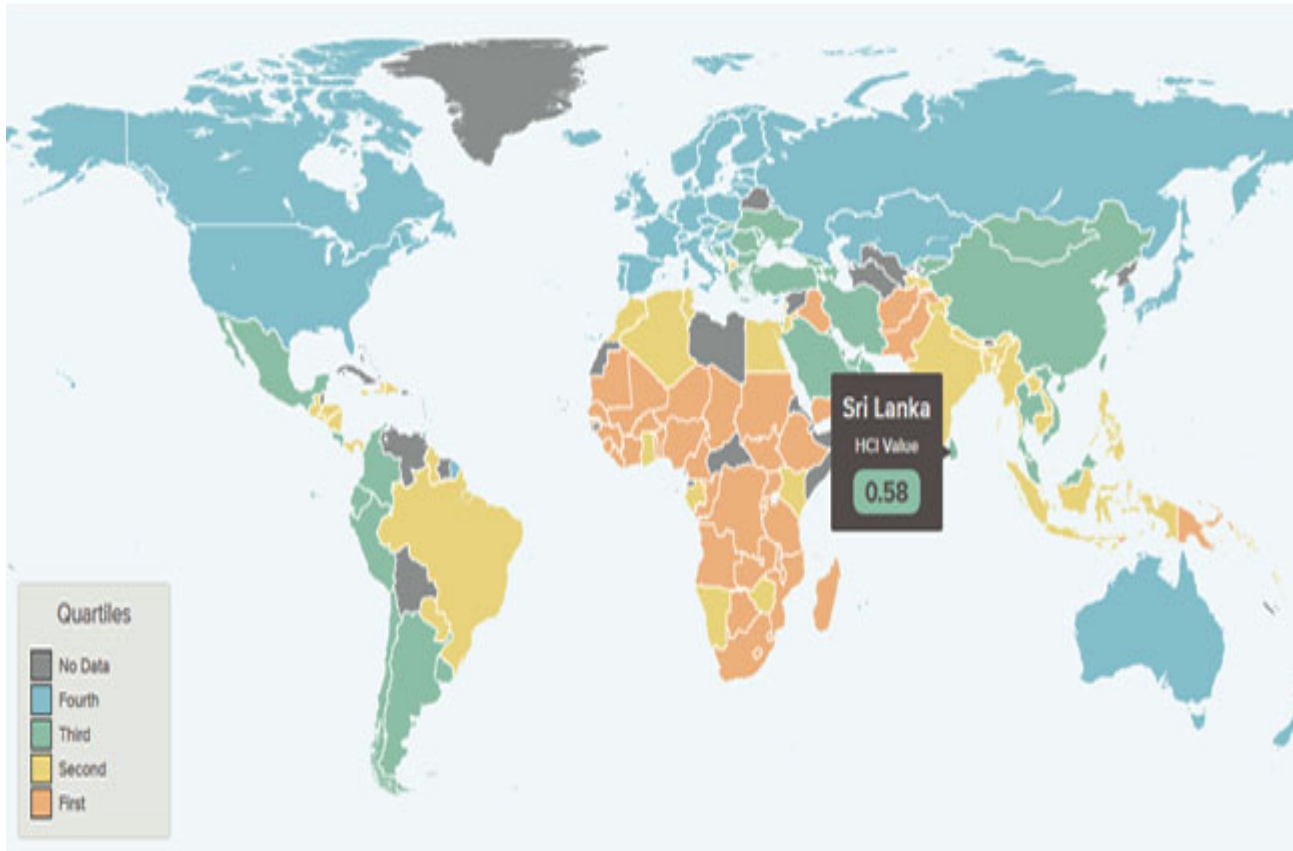 Sri Lanka
HCI Value
0.58
Quartiles
No Data
Fourth
Third
Second
First